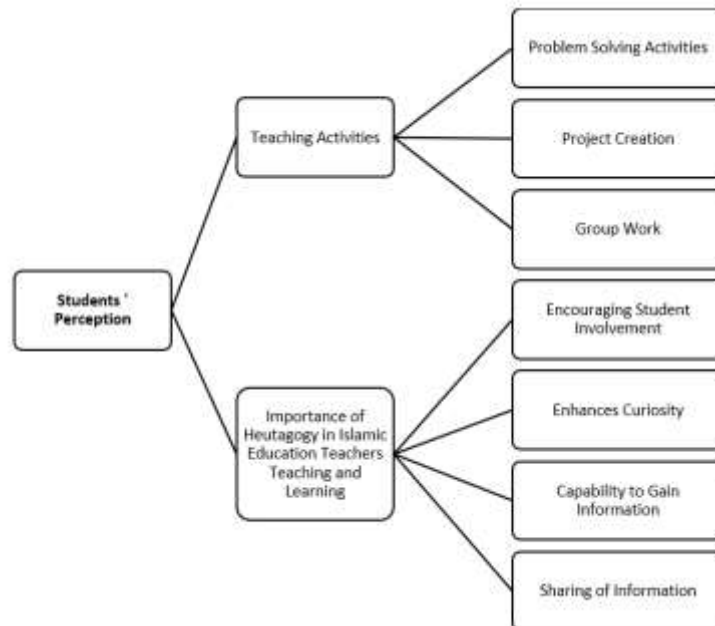 Problem Solving Activities
Teaching Activities
Project Creation
Group Work
Students '
Perception
Encouraging Student
Involvement
Importance of
Heutagogy in Islamic
Education Teachers
Teaching and
Learning
Enhances Curiosity
Capability to Gain
Information
Sharing of Information